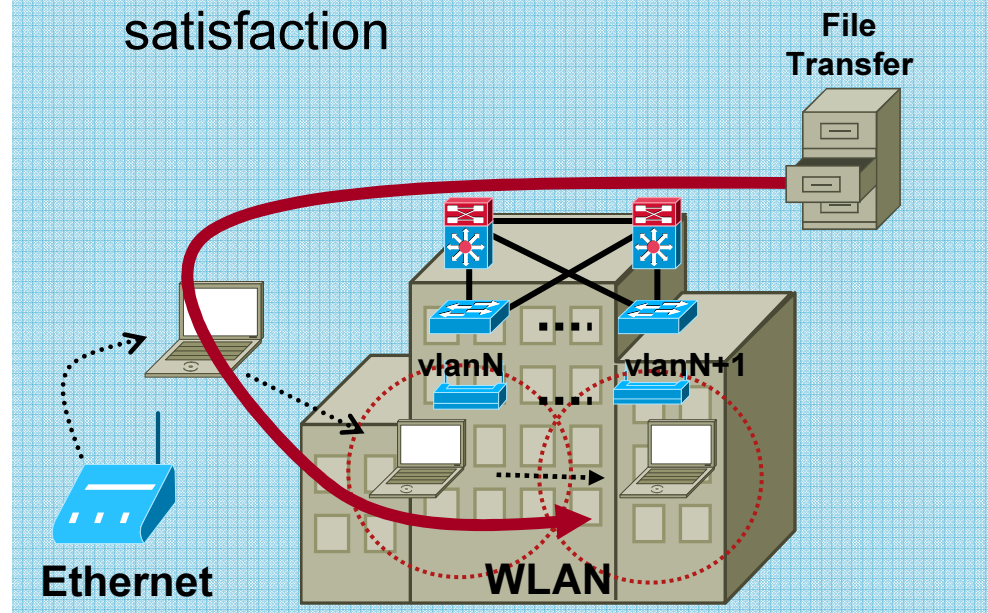 satisfaction
File
Transfer
vlanN
vlanN+1
Ethernet
WLAN